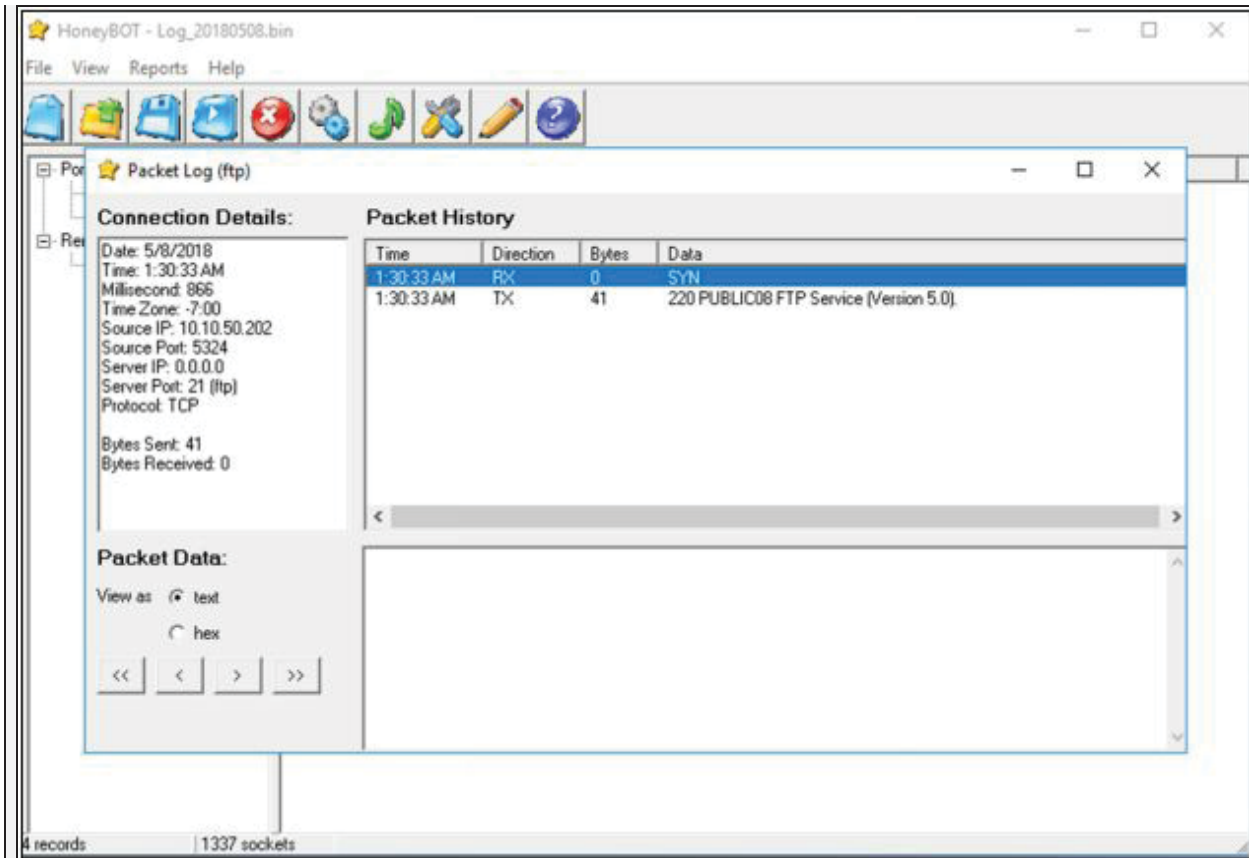 HoneyBOT - Log_20180508.bin
File View Reports Help
Packet Log (ftp)
Connection Details:
Date: 5/8/2018
Time: 1:30:33 AM
Millisecond: 866
Time Zone: -7:00
Source IP: 10.10.50.202
Source Port: 5324
Server IP: 0.0.0.0
Server Port: 21 (ftp)
Protocol: TCP
Bytes Sent: 41
Bytes Received: 0
Packet History
Time Direction Bytes Data
1:30:33 AM RX 0 SYN
1:30:33 AM TX 41 220 PUBLIC08 FTP Service (Version 5.0).
Packet Data:
View as text
hex
<< < > >>
4 records 1337 sockets